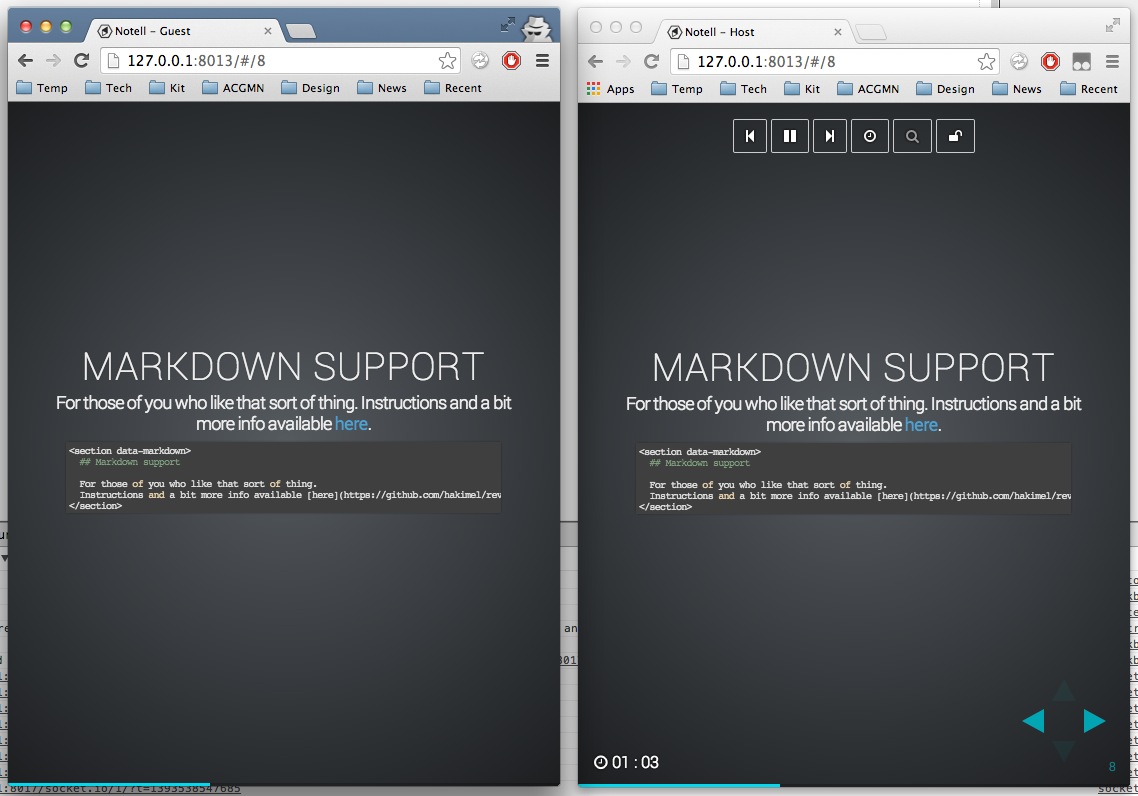 Notell – Guest
127.0.0.1:8013/#/8
Temp Tech Kit ACGMN Design News Recent
MARKDOWN SUPPORT
For those of you who like that sort of thing. Instructions and a bit
more info available here.
<section data-markdown>
## Markdown support
For those of you who like that sort of thing.
Instructions and a bit more info available [here](https://github.com/hakimel/rev
</section>
Notell – Host
127.0.0.1:8013/#/8
Apps Temp Tech Kit ACGMN Design News Recent
MARKDOWN SUPPORT
For those of you who like that sort of thing. Instructions and a bit
more info available here.
<section data-markdown>
## Markdown support
For those of you who like that sort of thing.
Instructions and a bit more info available [here](https://github.com/hakimel/rev
</section>
01 : 03
8